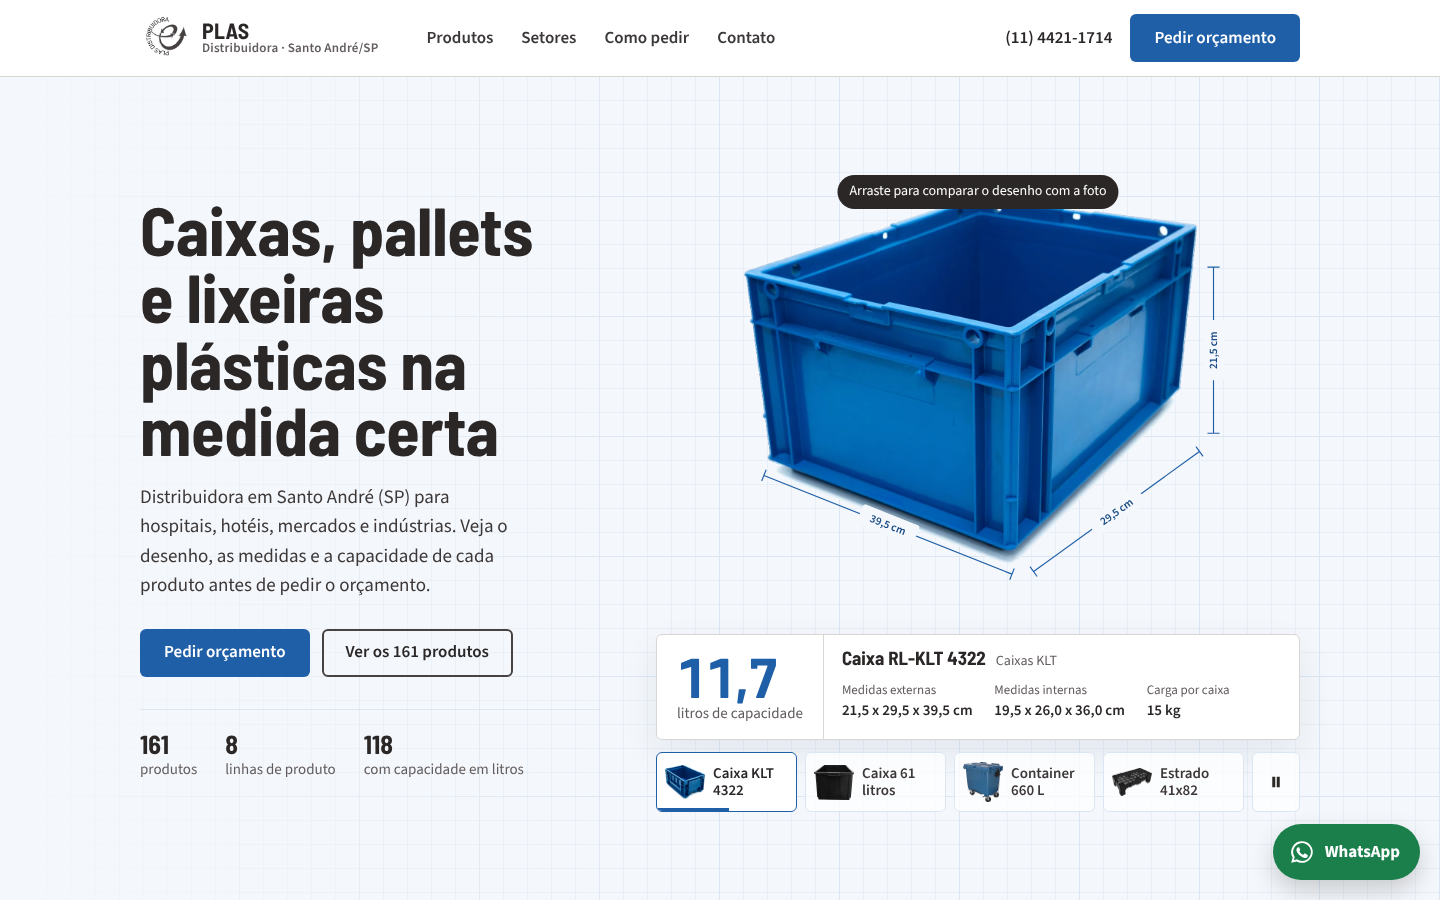 PLAS DISTRIBUIDORA
PLAS
Distribuidora · Santo André/SP
Produtos
Setores
Como pedir
Contato
(11) 4421-1714
Pedir orçamento
Caixas, pallets
e lixeiras
plásticas na
medida certa
Distribuidora em Santo André (SP) para
hospitais, hotéis, mercados e indústrias. Veja o
desenho, as medidas e a capacidade de cada
produto antes de pedir o orçamento.
Pedir orçamento
Ver os 161 produtos
161
produtos
8
linhas de produto
118
com capacidade em litros
Arraste para comparar o desenho com a foto
21,5 cm
39,5 cm
29,5 cm
11,7
litros de capacidade
Caixa RL-KLT 4322 Caixas KLT
Medidas externas
21,5 x 29,5 x 39,5 cm
Medidas internas
19,5 x 26,0 x 36,0 cm
Carga por caixa
15 kg
Caixa KLT
4322
Caixa 61
litros
Container
660 L
Estrado
41x82
WhatsApp